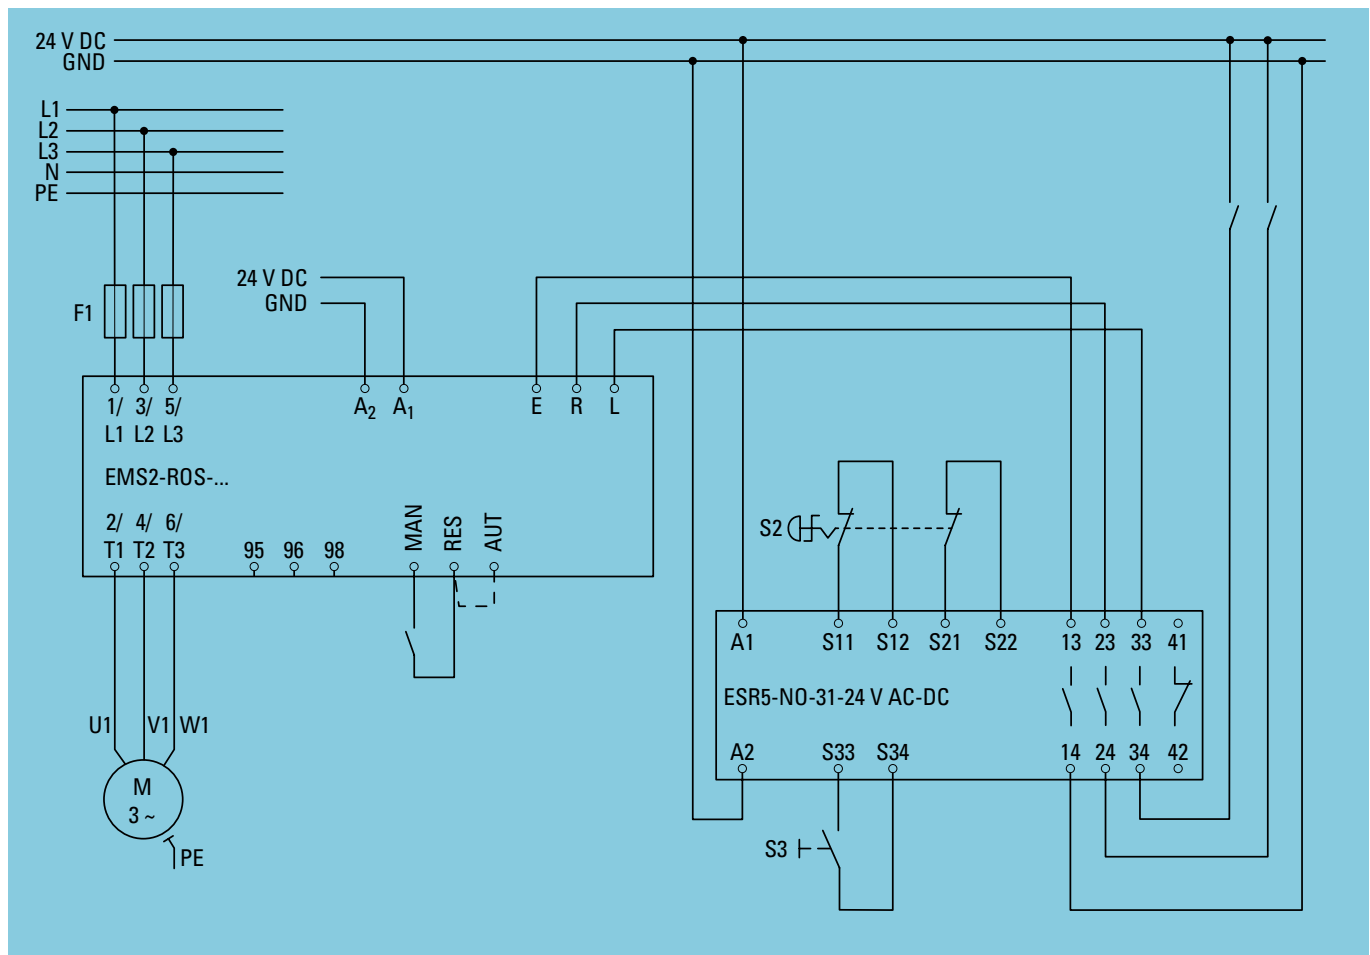 24 V DC
GND
L1
L2
L3
N
PE
24 V DC
GND
F1
1/ 3/ 5/
L1 L2 L3
A2 A1
E R L
EMS2-ROS-...
2/ 4/ 6/
T1 T2 T3
95 96 98
MAN
RES
AUT
S2
A1 S11 S12 S21 S22 13 23 33 41
ESR5-NO-31-24 V AC-DC
A2 S33 S34 14 24 34 42
U1 V1 W1
M
3 ~
PE
S3